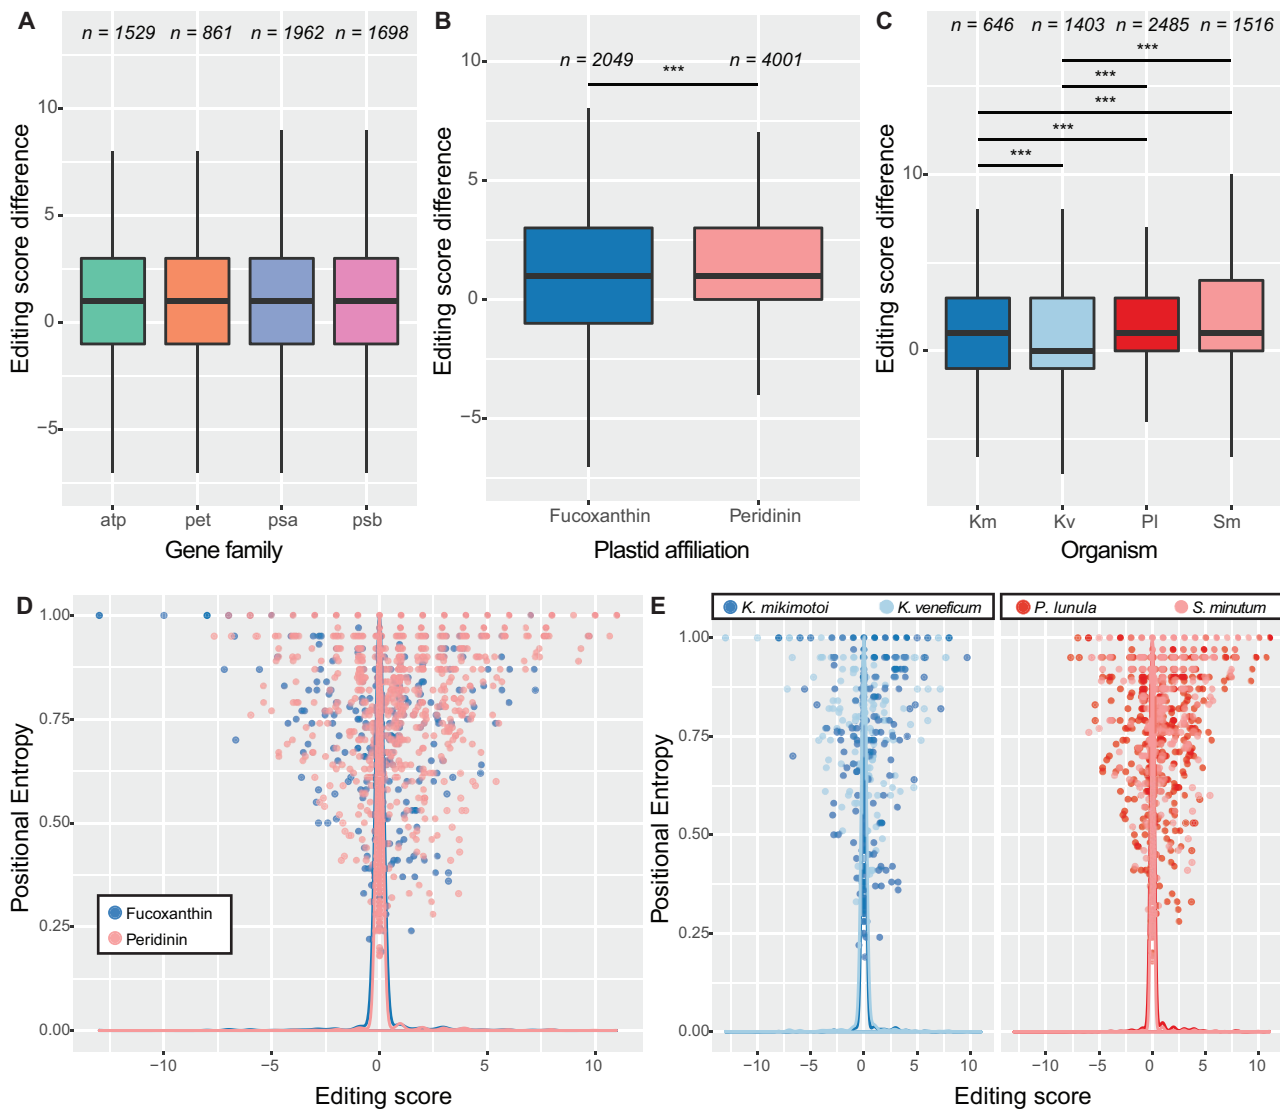 A
n = 1529 n = 861 n = 1962 n = 1698
10
5
0
−5
Editing score difference
atp pet psa psb
Gene family
B
n = 2049 n = 4001
***
10
5
0
−5
Editing score difference
Fucoxanthin Peridinin
Plastid affiliation
C
n = 646 n = 1403 n = 2485 n = 1516
***
***
***
***
***
10
0
Editing score difference
Km Kv Pl Sm
Organism
D
1.00
0.75
0.50
0.25
0.00
Positional Entropy
Fucoxanthin
Peridinin
−10 −5 0 5 10
Editing score
E
K. mikimotoi K. veneficum P. lunula S. minutum
1.00
0.75
0.50
0.25
0.00
Positional Entropy
−10 −5 0 5 10 −10 −5 0 5 10
Editing score